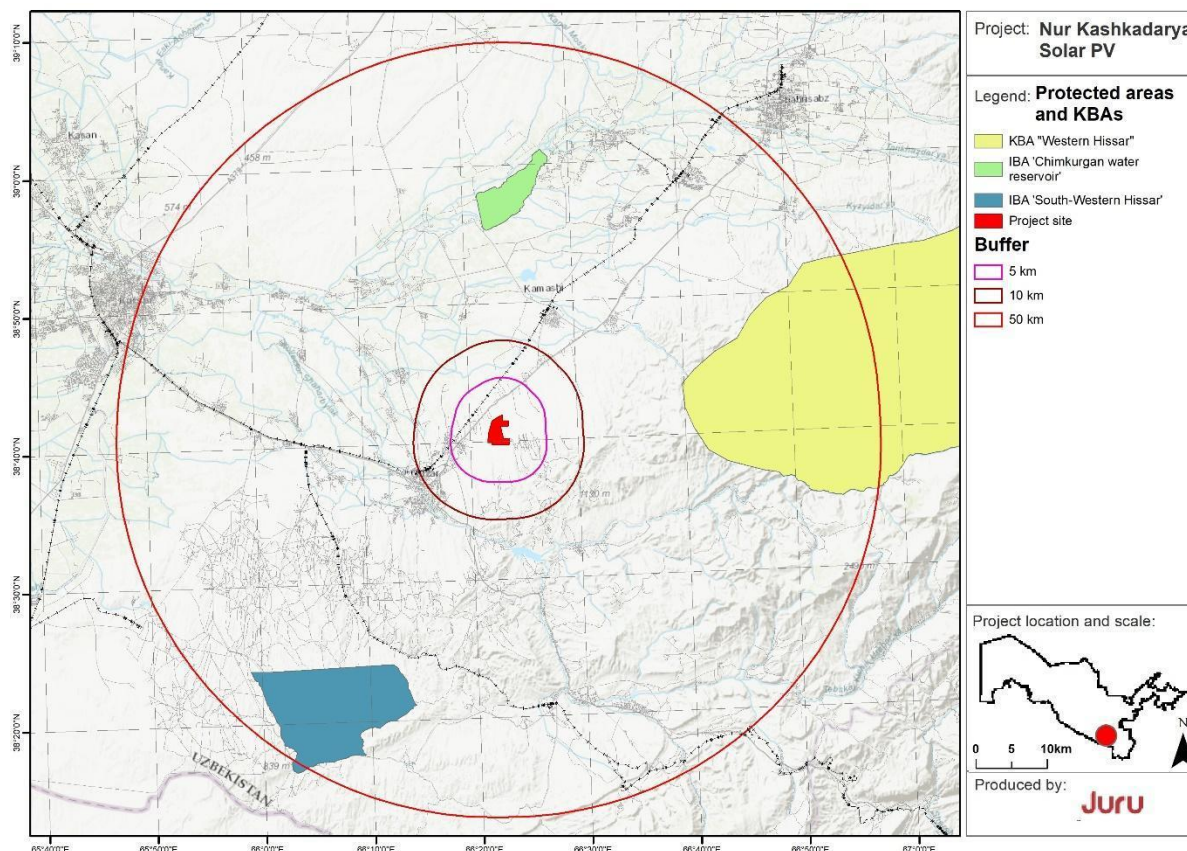 Project: Nur Kashkadarya
Solar PV
Legend: Protected areas
and KBAs
KBA "Western Hissar"
IBA 'Chimkurgan water
reservoir'
IBA 'South-Western Hissar'
Project site
Buffer
5 km
10 km
50 km
Project location and scale:
N
0 5 10km
Produced by:
Juru
39°10'0"N
39°0'0"N
38°50'0"N
38°40'0"N
38°30'0"N
38°20'0"N
Kasan
458 m
574 m
Kamashi
1130 m
839 m
UZBEKISTAN
65°40'0"E
65°50'0"E
66°0'0"E
66°10'0"E
66°20'0"E
66°30'0"E
66°40'0"E
66°50'0"E
67°0'0"E